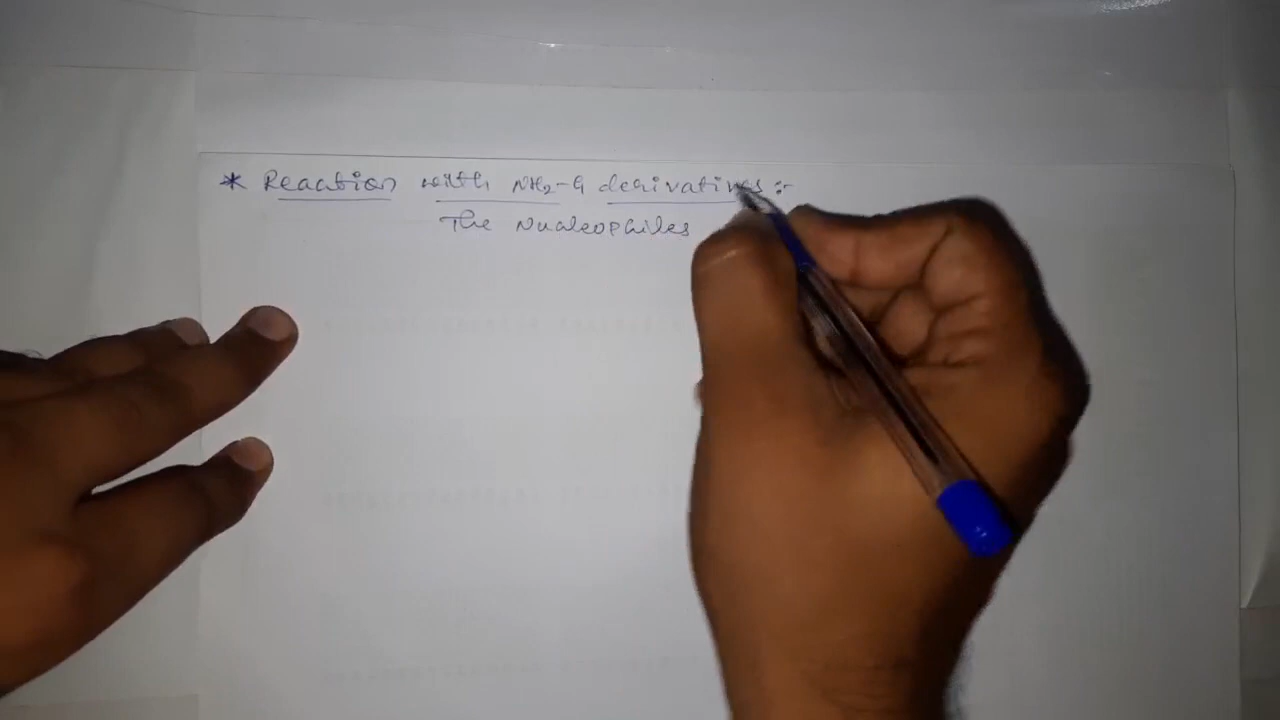 * Reaction with NH2-G derivatives :-
The Nucleophiles